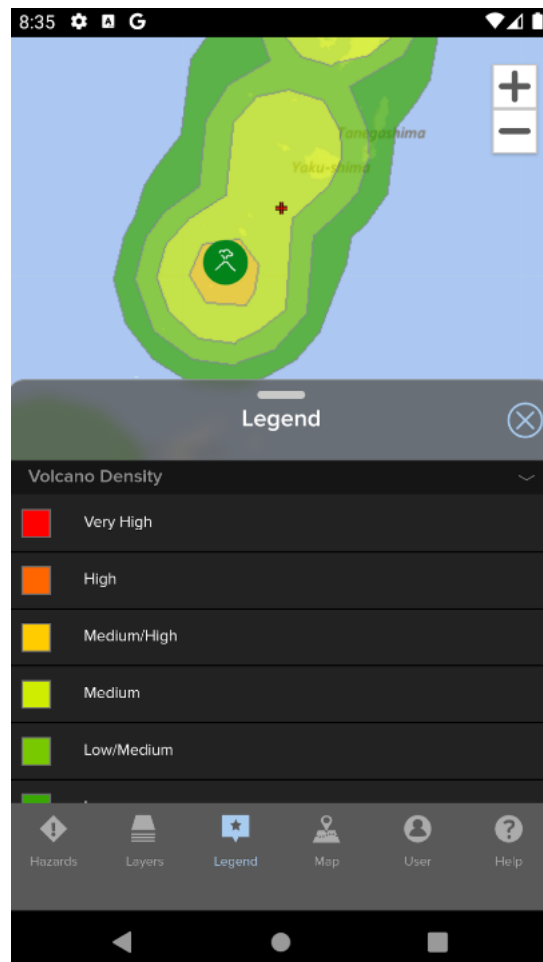 8:35
Tanegashima
Yaku-shima
Legend
Volcano Density
Very High
High
Medium/High
Medium
Low/Medium
Hazards
Layers
Legend
Map
User
Help